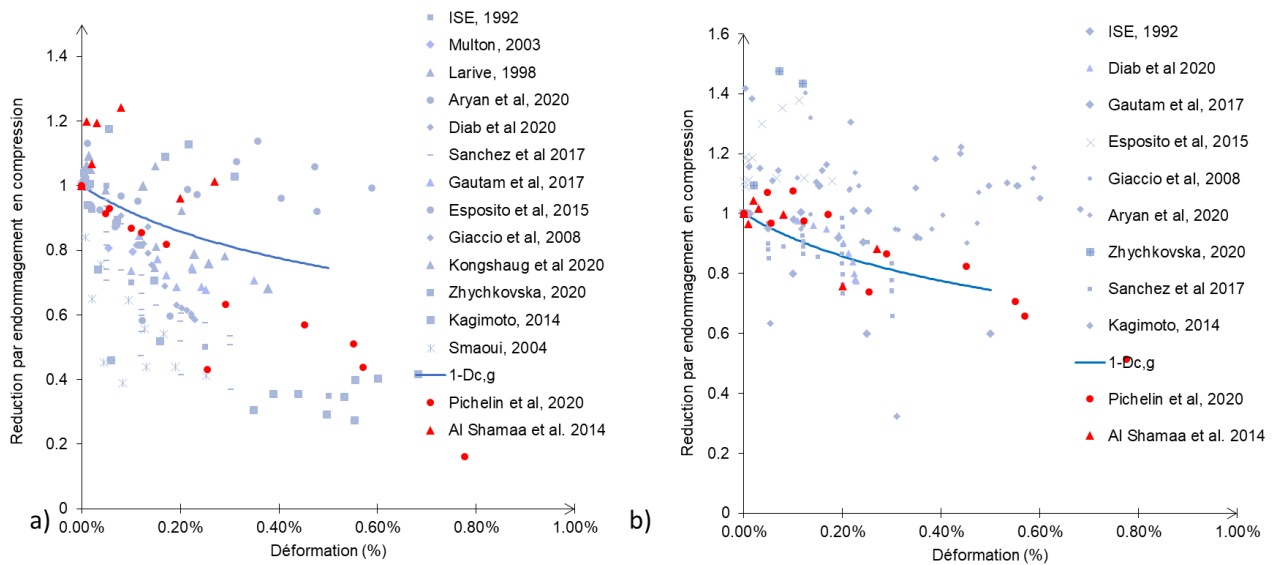 Reduction par endommagement en compression
1.4
1.2
1
0.8
0.6
0.4
0.2
0
0.00%
0.20%
0.40%
0.60%
0.80%
1.00%
Déformation (%)
a)
ISE, 1992
Multon, 2003
Larive, 1998
Aryan et al, 2020
Diab et al 2020
Sanchez et al 2017
Gautam et al, 2017
Esposito et al, 2015
Giaccio et al, 2008
Kongshaug et al 2020
Zhychkovska, 2020
Kagimoto, 2014
Smaoui, 2004
1-Dc,g
Pichelin et al, 2020
Al Shamaa et al. 2014
Reduction par endommagement en compression
1.6
1.4
1.2
1
0.8
0.6
0.4
0.2
0
0.00%
0.20%
0.40%
0.60%
0.80%
1.00%
Déformation (%)
b)
ISE, 1992
Diab et al 2020
Gautam et al, 2017
Esposito et al, 2015
Giaccio et al, 2008
Aryan et al, 2020
Zhychkovska, 2020
Sanchez et al 2017
Kagimoto, 2014
1-Dc,g
Pichelin et al, 2020
Al Shamaa et al. 2014